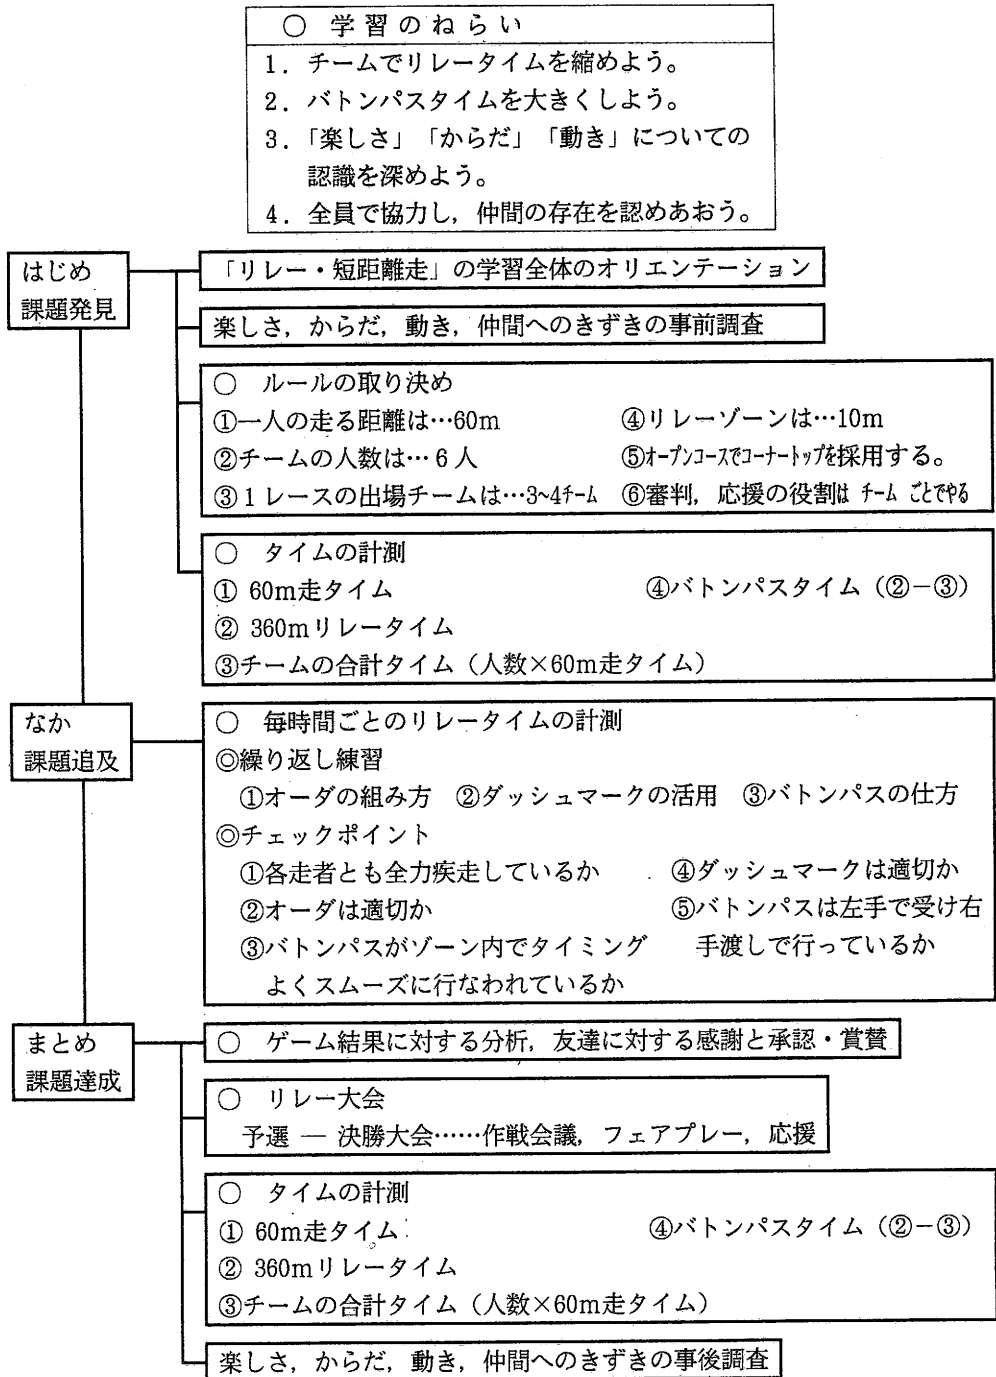 ○ 学習のねらい
1. チームでリレータイムを縮めよう。
2. バトンパスタイムを大きくしよう。
3.「楽しさ」「からだ」「動き」についての
認識を深めよう。
4. 全員で協力し，仲間の存在を認めあおう。
はじめ
課題発見
「リレー・短距離走」の学習全体のオリエンテーション
楽しさ，からだ，動き，仲間へのきずきの事前調査
○ ルールの取り決め
①一人の走る距離は…60m ④リレーゾーンは…10m
②チームの人数は…６人 ⑤オープンコースでコーナートップを採用する。
③１レースの出場チームは…3~4チーム ⑥審判，応援の役割は チーム ごとでやる
○ タイムの計測
① 60m走タイム ④バトンパスタイム（②－③）
② 360mリレータイム
③チームの合計タイム（人数×60m走タイム）
なか
課題追及
○ 毎時間ごとのリレータイムの計測
◎繰り返し練習
①オーダの組み方 ②ダッシュマークの活用 ③バトンパスの仕方
◎チェックポイント
①各走者とも全力疾走しているか ④ダッシュマークは適切か
②オーダは適切か ⑤バトンパスは左手で受け右
③バトンパスがゾーン内でタイミング 手渡しで行っているか
よくスムーズに行なわれているか
まとめ
課題達成
○ ゲーム結果に対する分析，友達に対する感謝と承認・賞賛
○ リレー大会
予選 ― 決勝大会……作戦会議，フェアプレー，応援
○ タイムの計測
① 60m走タイム ④バトンパスタイム（②－③）
② 360mリレータイム
③チームの合計タイム（人数×60m走タイム）
楽しさ，からだ，動き，仲間へのきずきの事後調査